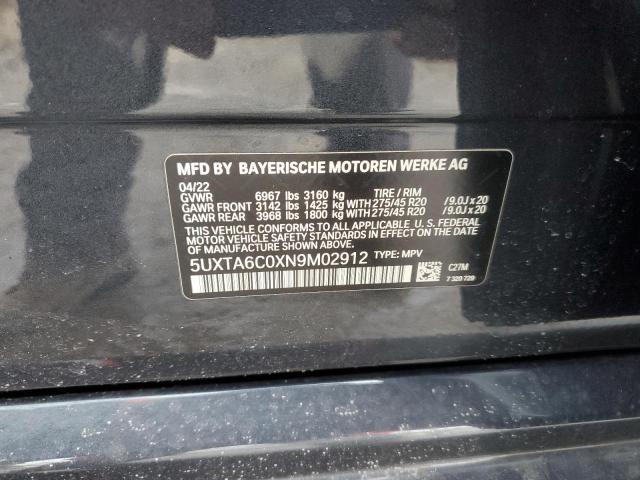 MFD BY BAYERISCHE MOTOREN WERKE AG
04/22
GVWR 6967 lbs 3160 kg TIRE / RIM
GAWR FRONT 3142 lbs 1425 kg WITH 275/45 R20 / 9.0J x 20
GAWR REAR 3968 lbs 1800 kg WITH 275/45 R20 / 9.0J x 20
THIS VEHICLE CONFORMS TO ALL APPLICABLE U. S. FEDERAL
SAFETY STANDARDS IN EFFECT ON THE DATE
OF MANUFACTURE SHOWN ABOVE.
5UXTA6C0XN9M02912 TYPE: MPV
C27M
7 320 729